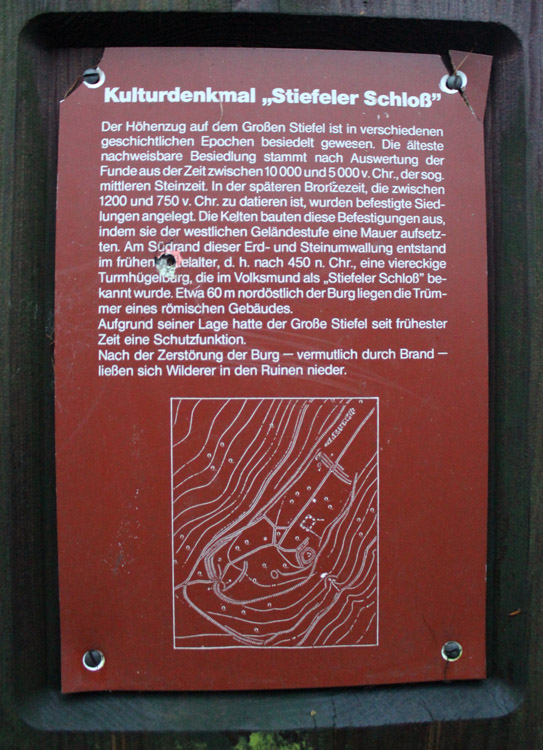 Kulturdenkmal „Stiefeler Schloß”
Der Höhenzug auf dem Großen Stiefel ist in verschiedenen
geschichtlichen Epochen besiedelt gewesen. Die älteste
nachweisbare Besiedlung stammt nach Auswertung der
Funde aus der Zeit zwischen 10 000 und 5 000 v. Chr., der sog.
mittleren Steinzeit. In der späteren Bronzezeit, die zwischen
1200 und 750 v. Chr. zu datieren ist, wurden befestigte Sied-
lungen angelegt. Die Kelten bauten diese Befestigungen aus,
indem sie der westlichen Geländestufe eine Mauer aufsetz-
ten. Am Südrand dieser Erd- und Steinumwallung entstand
im frühen telalter, d. h. nach 450 n. Chr., eine viereckige
Turmhügelburg, die im Volksmund als „Stiefeler Schloß” be-
kannt wurde. Etwa 60 m nordöstlich der Burg liegen die Trüm-
mer eines römischen Gebäudes.
Aufgrund seiner Lage hatte der Große Stiefel seit frühester
Zeit eine Schutzfunktion.
Nach der Zerstörung der Burg — vermutlich durch Brand —
ließen sich Wilderer in den Ruinen nieder.